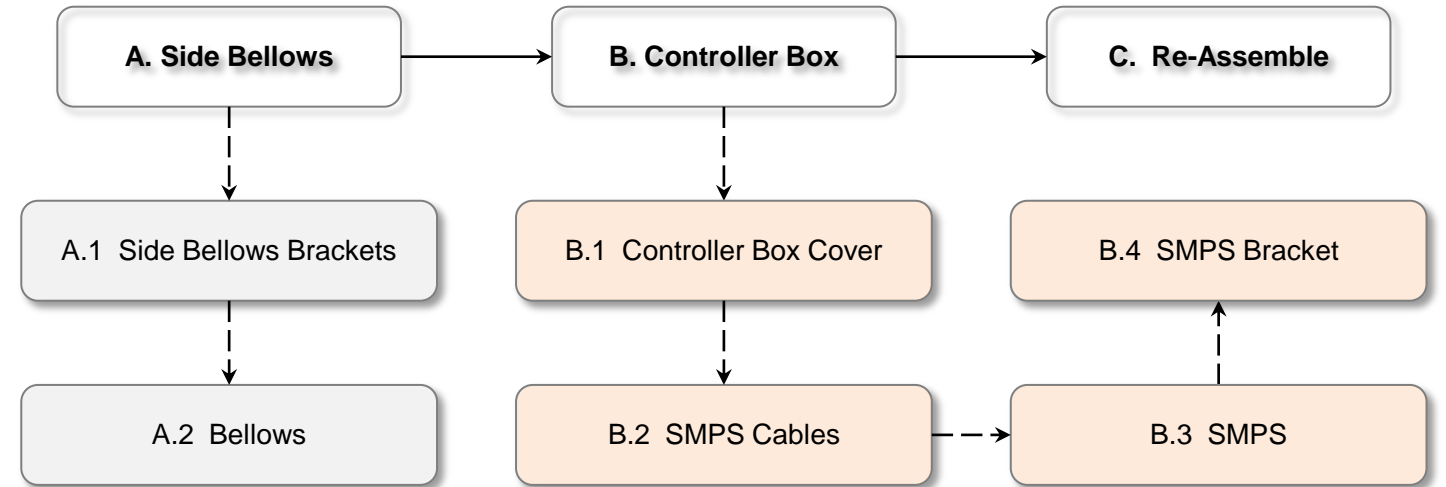 A. Side Bellows
B. Controller Box
C. Re-Assemble
A.1 Side Bellows Brackets
B.1 Controller Box Cover
B.4 SMPS Bracket
A.2 Bellows
B.2 SMPS Cables
B.3 SMPS